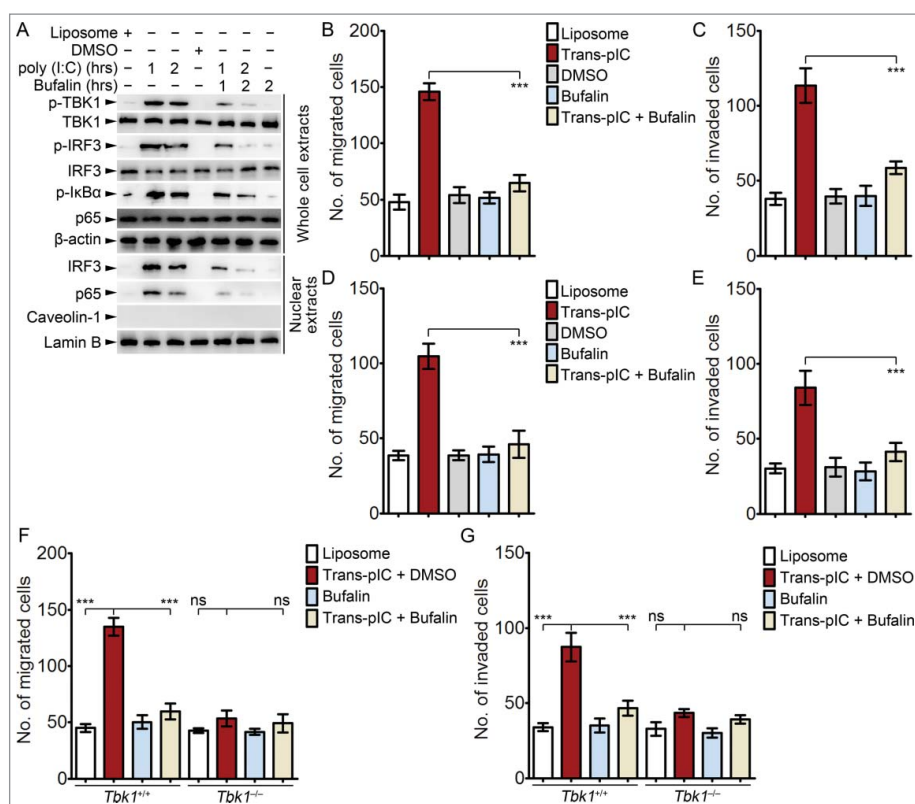 A
Liposome + – – – – – –
DMSO – – – + – – –
poly (I:C) (hrs) – 1 2 – 1 2 –
Bufalin (hrs) – – – – 1 2 2
p-TBK1
TBK1
p-IRF3
IRF3
p-IκBα
p65
β-actin
Whole cell extracts
IRF3
p65
Caveolin-1
Lamin B
Nuclear extracts
B
No. of migrated cells
200
150
100
50
0
***
Liposome
Trans-pIC
DMSO
Bufalin
Trans-pIC + Bufalin
C
No. of invaded cells
150
100
50
0
***
D
No. of migrated cells
150
100
50
0
***
Liposome
Trans-pIC
DMSO
Bufalin
Trans-pIC + Bufalin
E
No. of invaded cells
150
100
50
0
***
F
No. of migrated cells
200
150
100
50
0
*** *** ns ns
Tbk1+/+ Tbk1–/–
Liposome
Trans-pIC + DMSO
Bufalin
Trans-pIC + Bufalin
G
No. of invaded cells
150
100
50
0
*** *** ns ns
Tbk1+/+ Tbk1–/–
Liposome
Trans-pIC + DMSO
Bufalin
Trans-pIC + Bufalin